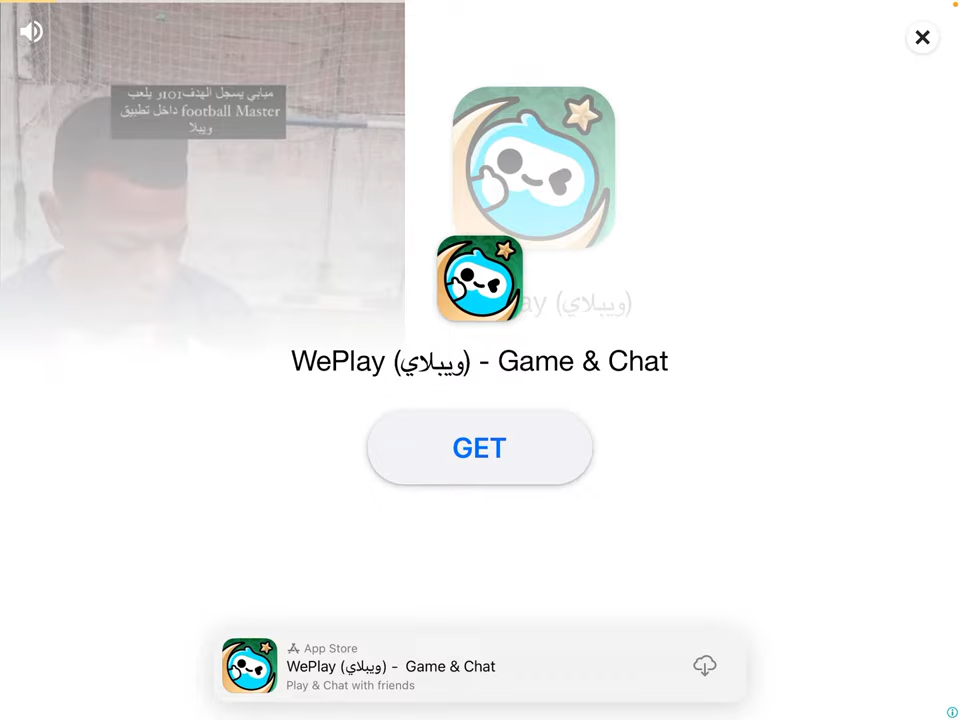 مبابي يسجل الهدف101و يلعب
football Master داخل تطبيق
ويبلا
ay (ويبلاي)
WePlay (ويبلاي) - Game & Chat
GET
App Store
WePlay (ويبلاي) - Game & Chat
Play & Chat with friends